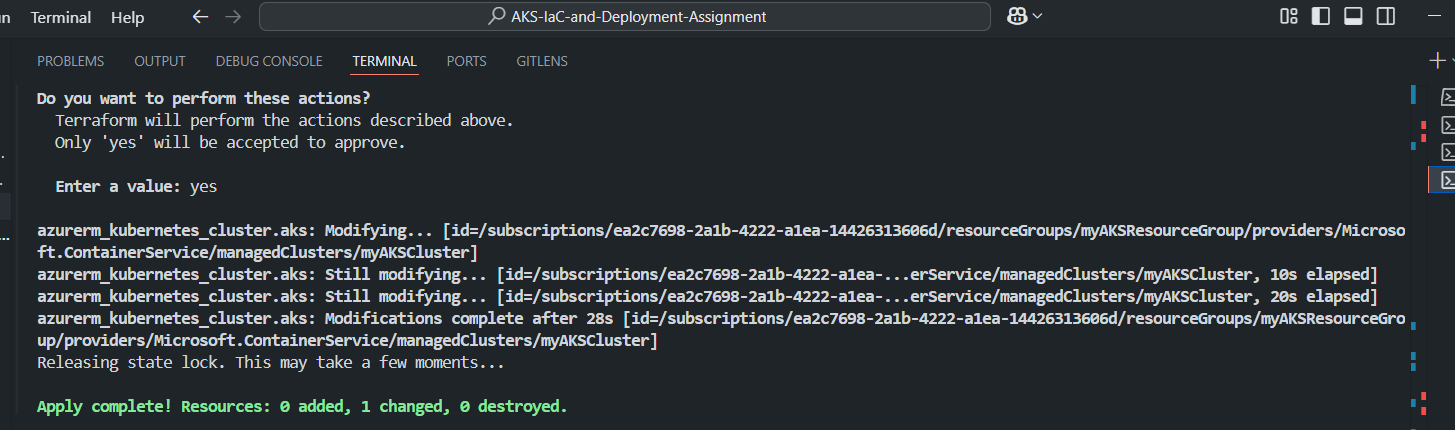 Terminal Help AKS-IaC-and-Deployment-Assignment
PROBLEMS OUTPUT DEBUG CONSOLE TERMINAL PORTS GITLENS
Do you want to perform these actions?
Terraform will perform the actions described above.
Only 'yes' will be accepted to approve.
Enter a value: yes
azurerm_kubernetes_cluster.aks: Modifying... [id=/subscriptions/ea2c7698-2a1b-4222-a1ea-14426313606d/resourceGroups/myAKSResourceGroup/providers/Microso
ft.ContainerService/managedClusters/myAKSCluster]
azurerm_kubernetes_cluster.aks: Still modifying... [id=/subscriptions/ea2c7698-2a1b-4222-a1ea-...erService/managedClusters/myAKSCluster, 10s elapsed]
azurerm_kubernetes_cluster.aks: Still modifying... [id=/subscriptions/ea2c7698-2a1b-4222-a1ea-...erService/managedClusters/myAKSCluster, 20s elapsed]
azurerm_kubernetes_cluster.aks: Modifications complete after 28s [id=/subscriptions/ea2c7698-2a1b-4222-a1ea-14426313606d/resourceGroups/myAKSResourceGro
up/providers/Microsoft.ContainerService/managedClusters/myAKSCluster]
Releasing state lock. This may take a few moments...
Apply complete! Resources: 0 added, 1 changed, 0 destroyed.